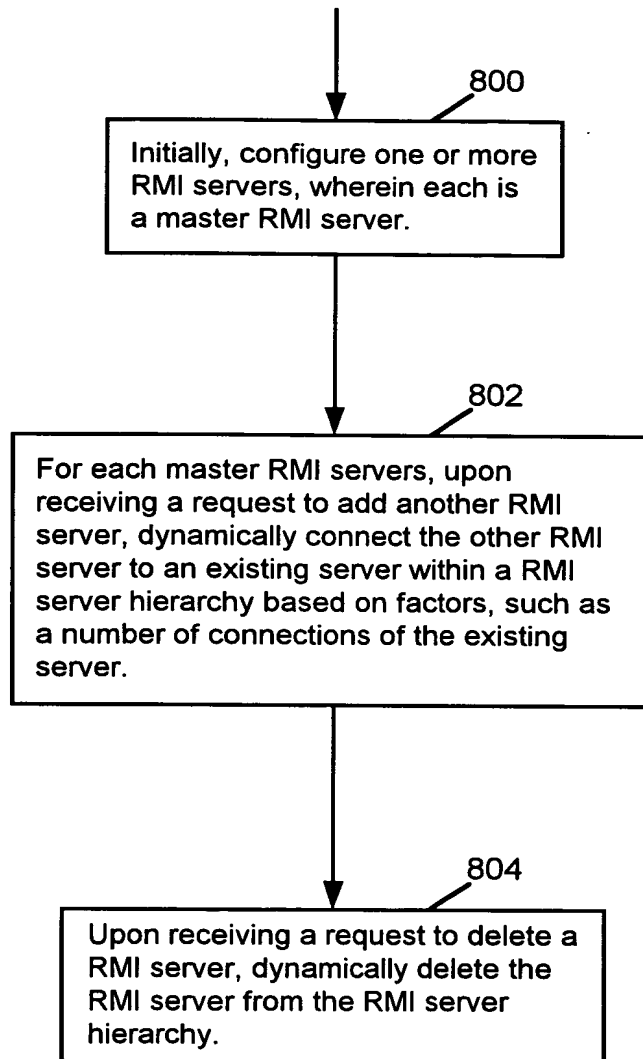 800
Initially, configure one or more
RMI servers, wherein each is
a master RMI server.
802
For each master RMI servers, upon
receiving a request to add another RMI
server, dynamically connect the other RMI
server to an existing server within a RMI
server hierarchy based on factors, such as
a number of connections of the existing
server.
804
Upon receiving a request to delete a
RMI server, dynamically delete the
RMI server from the RMI server
hierarchy.